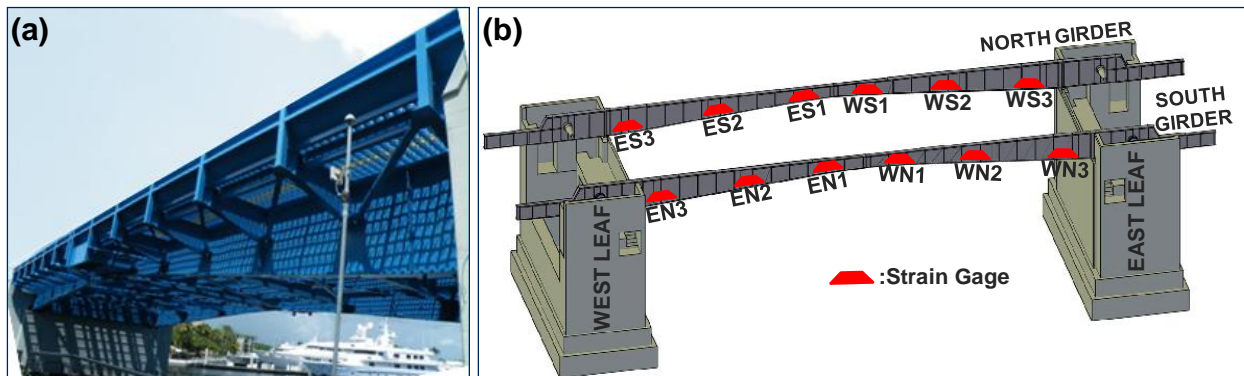 (a)
(b)
NORTH GIRDER
SOUTH
GIRDER
ES3
ES2
ES1
WS1
WS2
WS3
EN3
EN2
EN1
WN1
WN2
WN3
WEST LEAF
EAST LEAF
:Strain Gage